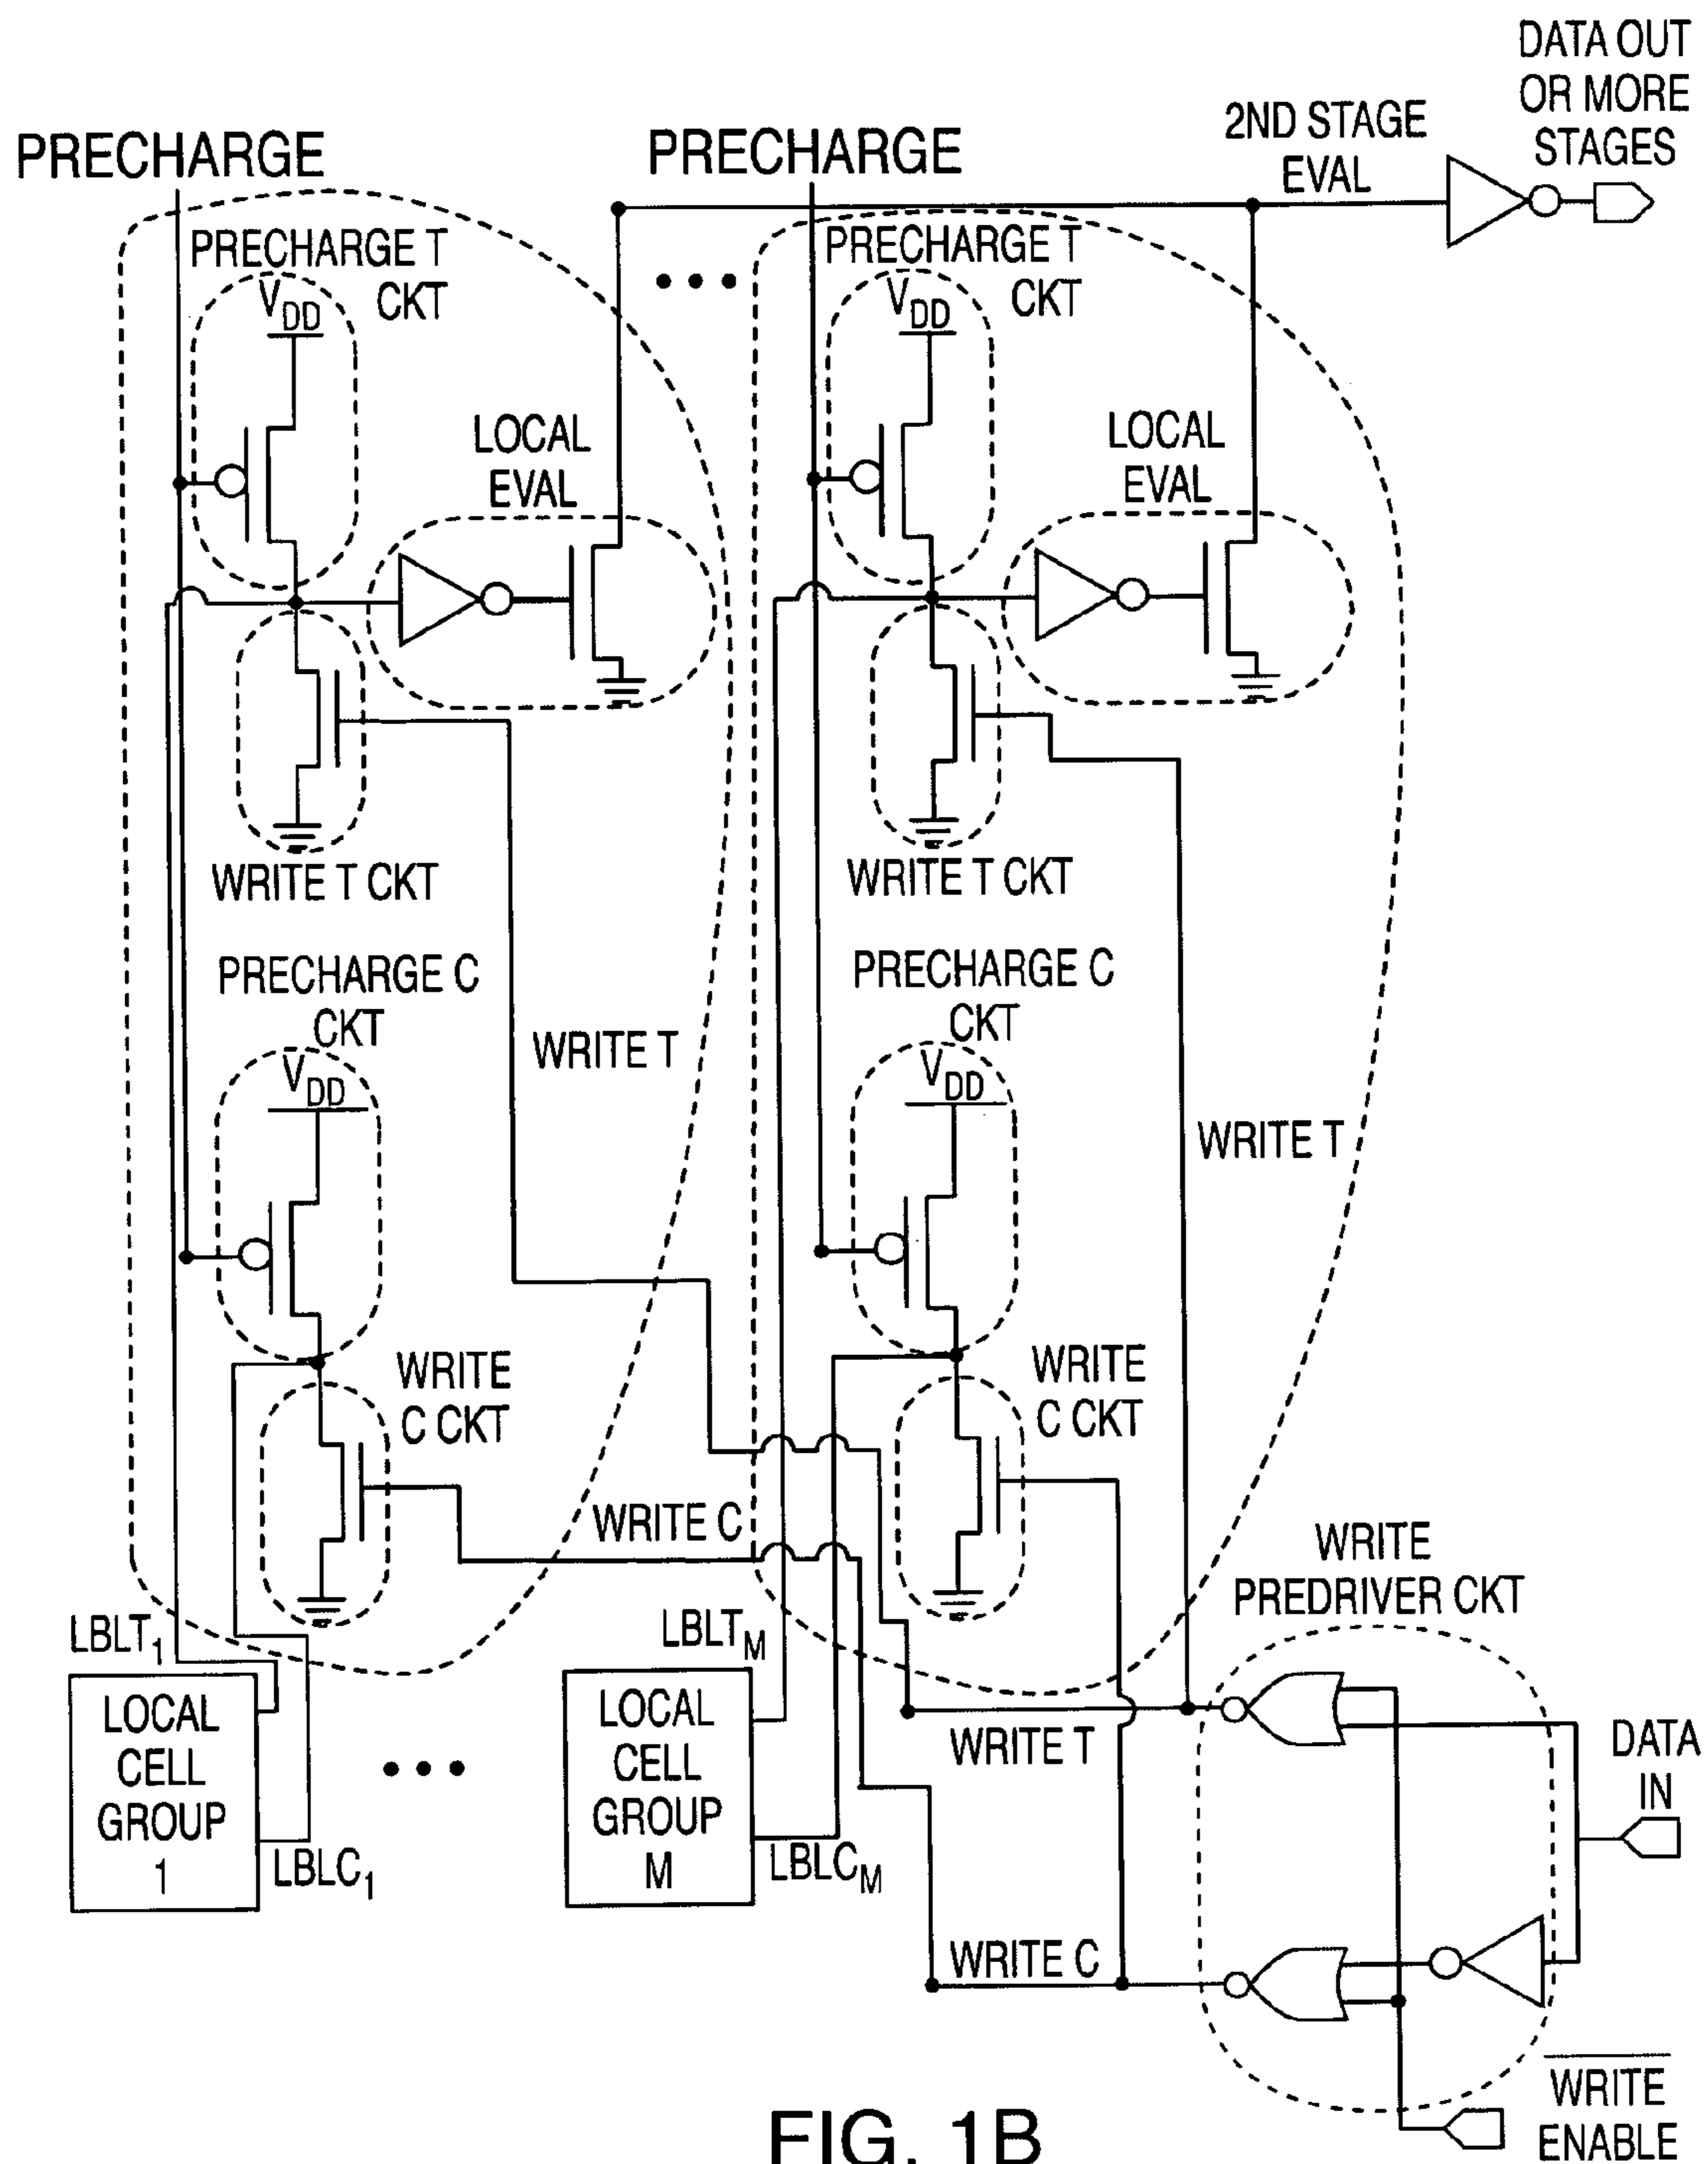 DATA OUT
OR MORE
STAGES
2ND STAGE
EVAL
PRECHARGE
PRECHARGE
PRECHARGE T
CKT
VDD
PRECHARGE T
CKT
VDD
LOCAL
EVAL
LOCAL
EVAL
WRITE T CKT
WRITE T CKT
PRECHARGE C
CKT
VDD
PRECHARGE C
CKT
VDD
WRITE T
WRITE T
WRITE
C CKT
WRITE
C CKT
WRITE C
WRITE
PREDRIVER CKT
LBLT1
LBLTM
LOCAL
CELL
GROUP
1
LBLC1
LOCAL
CELL
GROUP
M
LBLCM
WRITE T
DATA
IN
WRITE C
WRITE
ENABLE
FIG. 1B